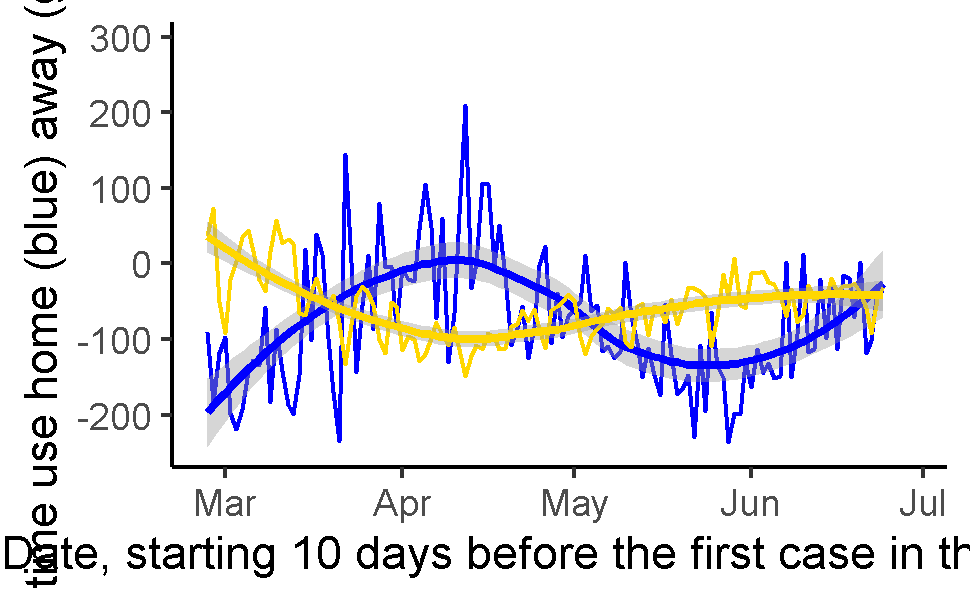 time use home (blue) away (
300
200
100
0
-100
-200
Mar Apr May Jun Jul
Date, starting 10 days before the first case in th